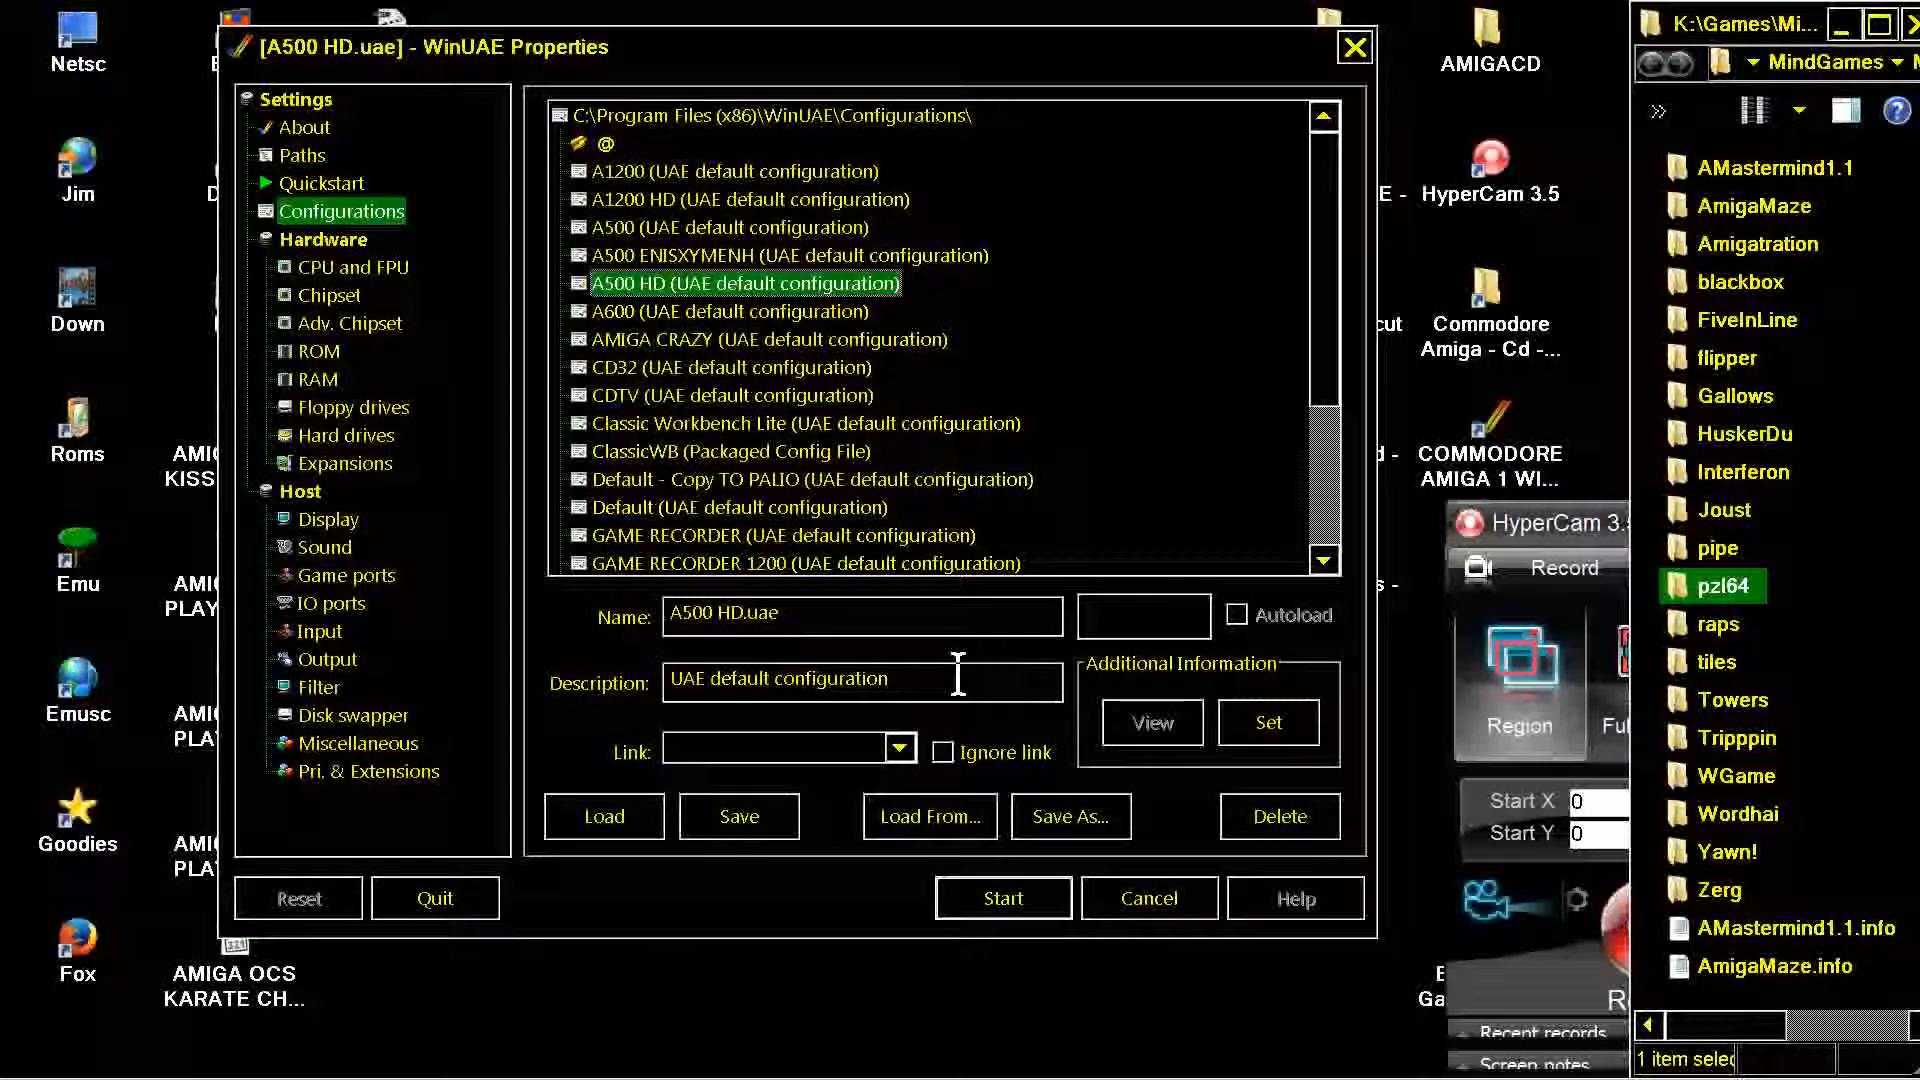 Netsc
Jim
Down
Roms
Emu
Emusc
Goodies
Fox
AMIGA OCS
KARATE CH...
[A500 HD.uae] - WinUAE Properties
Settings
About
Paths
Quickstart
Configurations
Hardware
CPU and FPU
Chipset
Adv. Chipset
ROM
RAM
Floppy drives
Hard drives
Expansions
Host
Display
Sound
Game ports
IO ports
Input
Output
Filter
Disk swapper
Miscellaneous
Pri. & Extensions
C:\Program Files (x86)\WinUAE\Configurations\
@
A1200 (UAE default configuration)
A1200 HD (UAE default configuration)
A500 (UAE default configuration)
A500 ENISXYMENH (UAE default configuration)
A500 HD (UAE default configuration)
A600 (UAE default configuration)
AMIGA CRAZY (UAE default configuration)
CD32 (UAE default configuration)
CDTV (UAE default configuration)
Classic Workbench Lite (UAE default configuration)
ClassicWB (Packaged Config File)
Default - Copy TO PALIO (UAE default configuration)
Default (UAE default configuration)
GAME RECORDER (UAE default configuration)
GAME RECORDER 1200 (UAE default configuration)
Name: A500 HD.uae
Autoload
Description: UAE default configuration
Additional Information
View Set
Link:
Ignore link
Load Save Load From... Save As... Delete
Reset Quit Start Cancel Help
AMIGACD
HyperCam 3.5
Commodore
Amiga - Cd -...
COMMODORE
AMIGA 1 WI...
HyperCam 3.
Record
Region
Start X 0
Start Y 0
Recent records
Screen notes
K:\Games\Mi...
MindGames
AMastermind1.1
AmigaMaze
Amigatration
blackbox
FiveInLine
flipper
Gallows
HuskerDu
Interferon
Joust
pipe
pzl64
raps
tiles
Towers
Tripppin
WGame
Wordhai
Yawn!
Zerg
AMastermind1.1.info
AmigaMaze.info
1 item selec